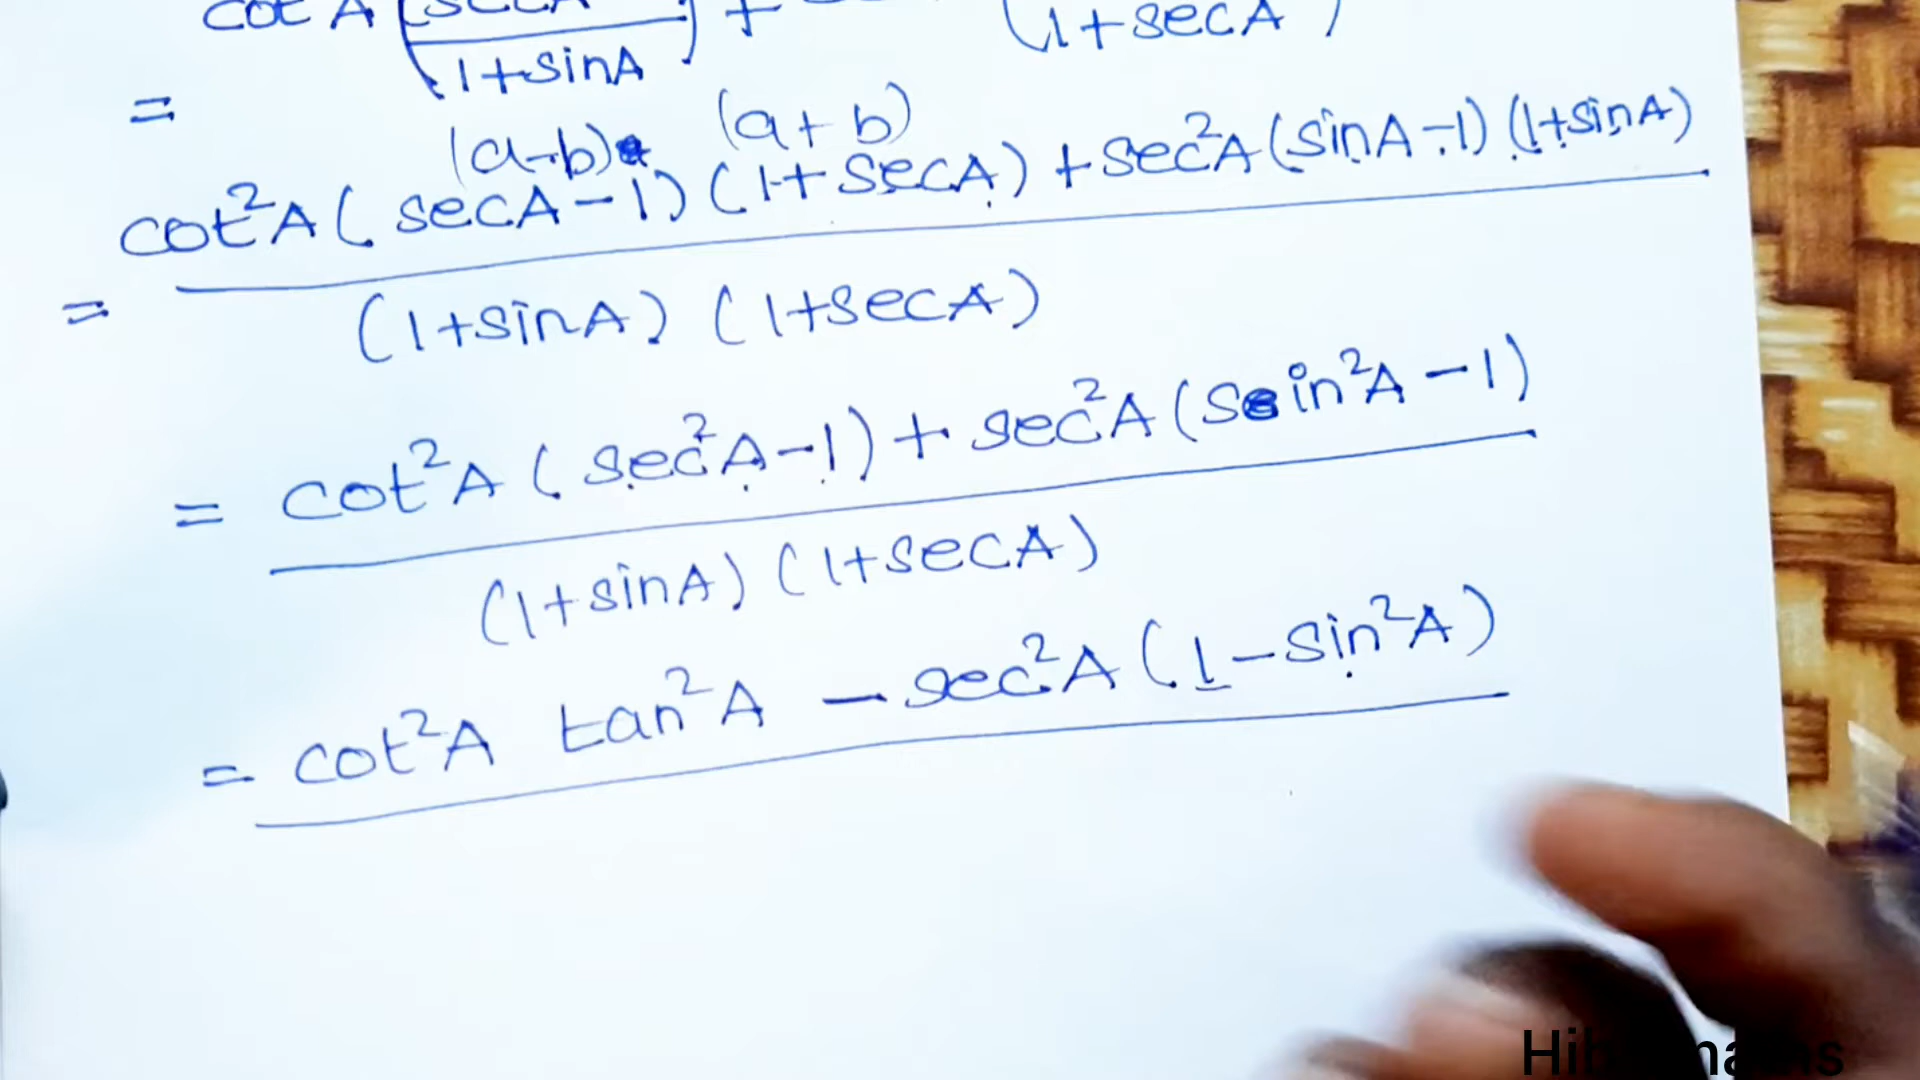 cot A (secA
1+sinA) + (1+secA)
=
(a-b) (a+b)
cot²A(secA-1)(1+secA)+sec²A(sinA-1)(1+sinA)
=
(1+sinA)(1+secA)
= cot²A(sec²A-1)+sec²A(sin²A-1)
(1+sinA)(1+secA)
= cot²A tan²A - sec²A(1-sin²A)